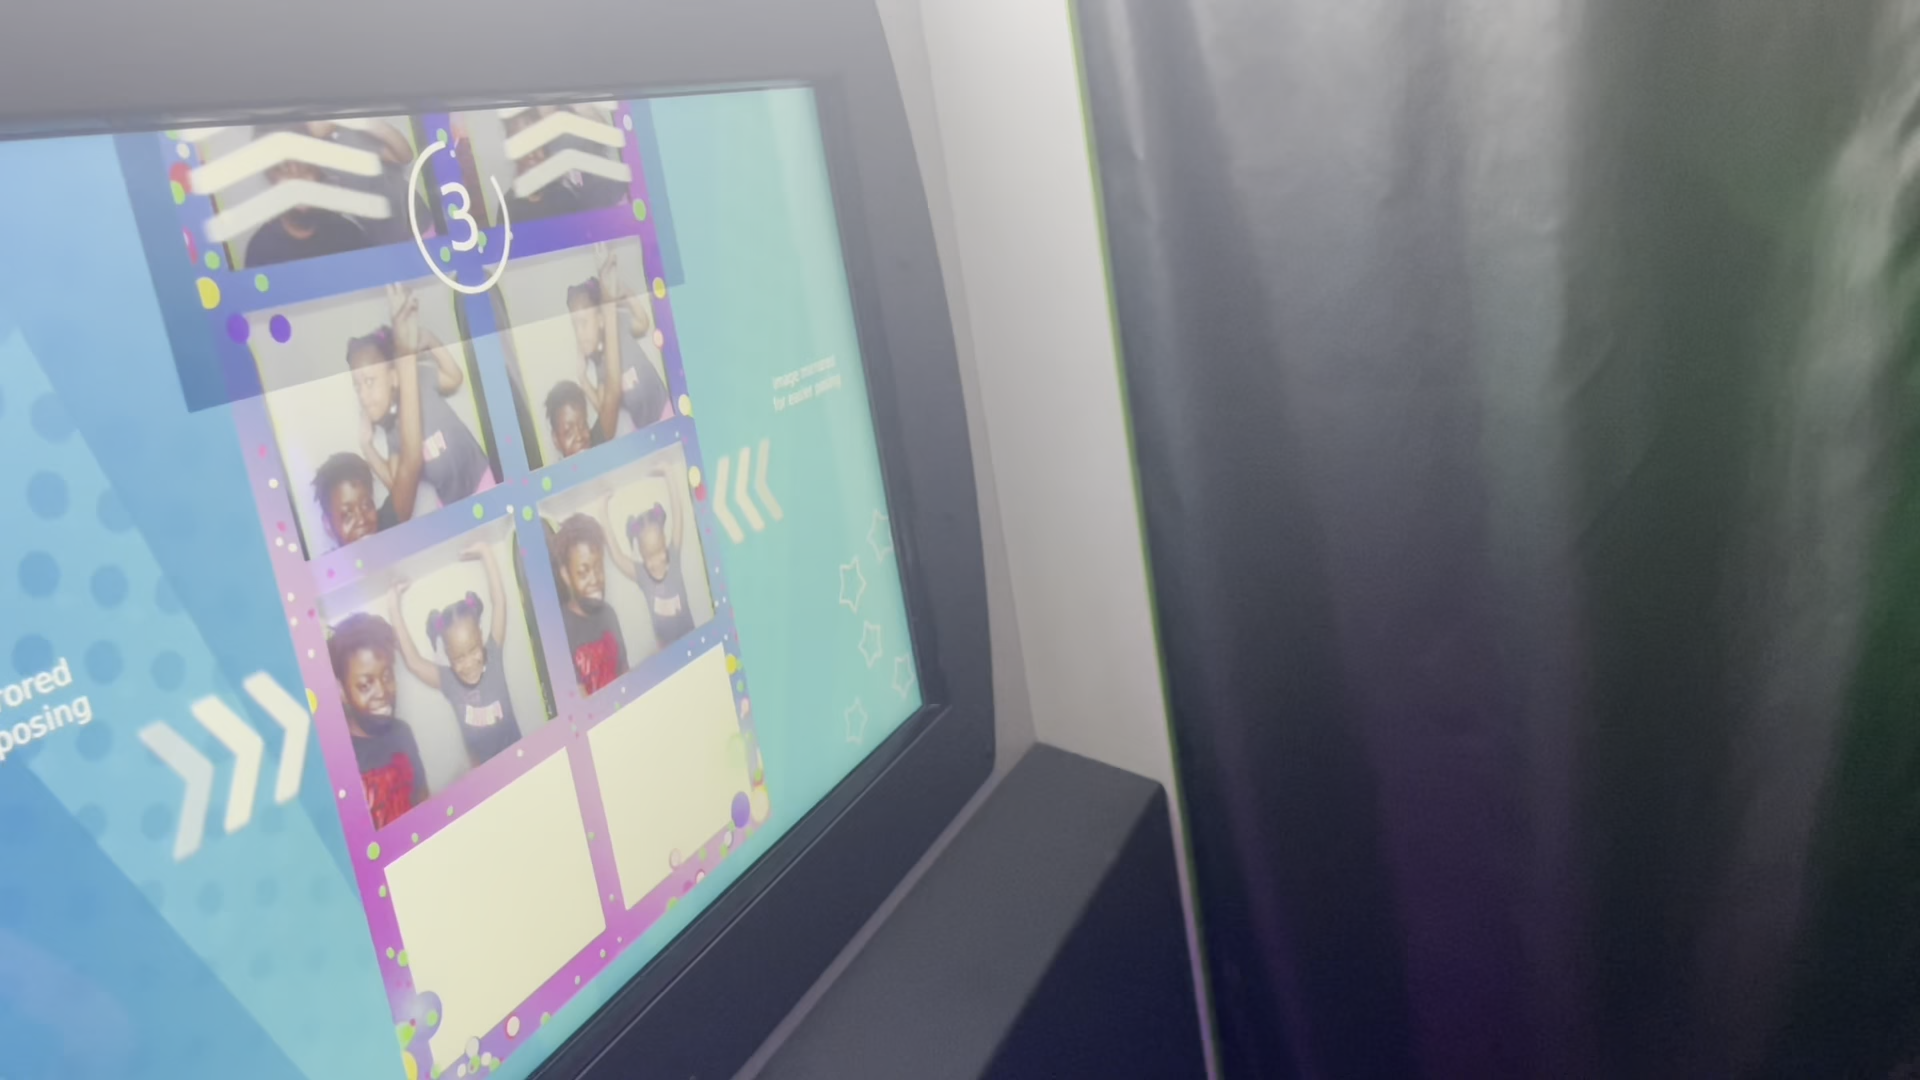 3
image mirrored
for easier posing
rored
posing